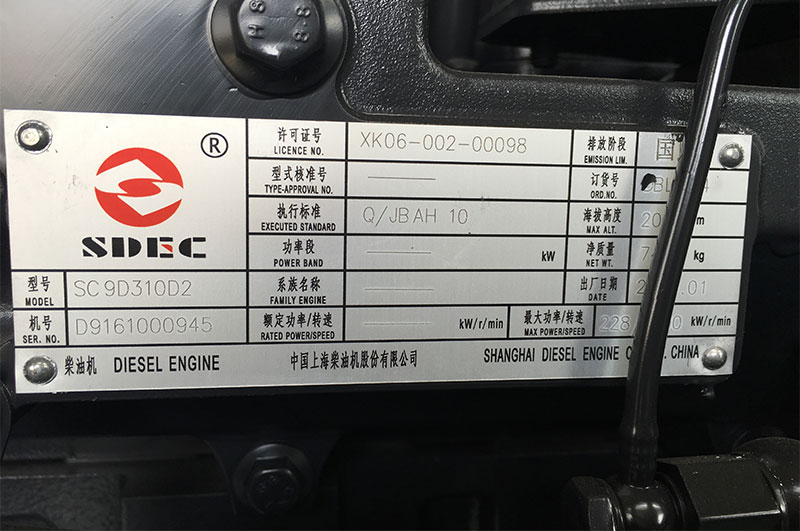 H S 8.8
®
SDEC
型号 MODEL SC9D310D2
机号 SER. NO. D9161000945
许可证号 LICENCE NO. XK06-002-00098
型式核准号 TYPE-APPROVAL NO.
执行标准 EXECUTED STANDARD Q/JBAH 10
功率段 POWER BAND kW
系族名称 FAMILY ENGINE
额定功率/转速 RATED POWER/SPEED kW/r/min
排放阶段 EMISSION LIM. 国
订货号 ORD.NO.
海拔高度 MAX ALT. m
净质量 NET WT. kg
出厂日期 DATE .01
最大功率/转速 MAX POWER/SPEED 228 kW/r/min
柴油机 DIESEL ENGINE 中国上海柴油机股份有限公司 SHANGHAI DIESEL ENGINE CHINA